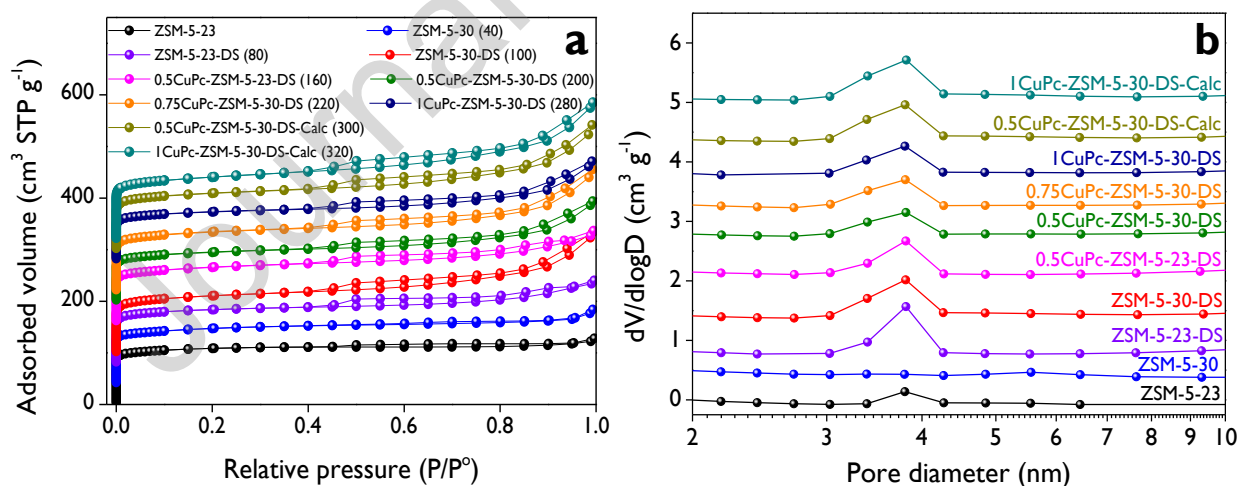 Journal
a
ZSM-5-23
ZSM-5-30 (40)
ZSM-5-23-DS (80)
ZSM-5-30-DS (100)
0.5CuPc-ZSM-5-23-DS (160)
0.5CuPc-ZSM-5-30-DS (200)
0.75CuPc-ZSM-5-30-DS (220)
1CuPc-ZSM-5-30-DS (280)
0.5CuPc-ZSM-5-30-DS-Calc (300)
1CuPc-ZSM-5-30-DS-Calc (320)
Adsorbed volume (cm³ STP g⁻¹)
600
400
200
0
0.0 0.2 0.4 0.6 0.8 1.0
Relative pressure (P/P°)
b
1CuPc-ZSM-5-30-DS-Calc
0.5CuPc-ZSM-5-30-DS-Calc
1CuPc-ZSM-5-30-DS
0.75CuPc-ZSM-5-30-DS
0.5CuPc-ZSM-5-30-DS
0.5CuPc-ZSM-5-23-DS
ZSM-5-30-DS
ZSM-5-23-DS
ZSM-5-30
ZSM-5-23
dV/dlogD (cm³ g⁻¹)
6
5
4
3
2
1
0
2 3 4 5 6 7 8 9 10
Pore diameter (nm)